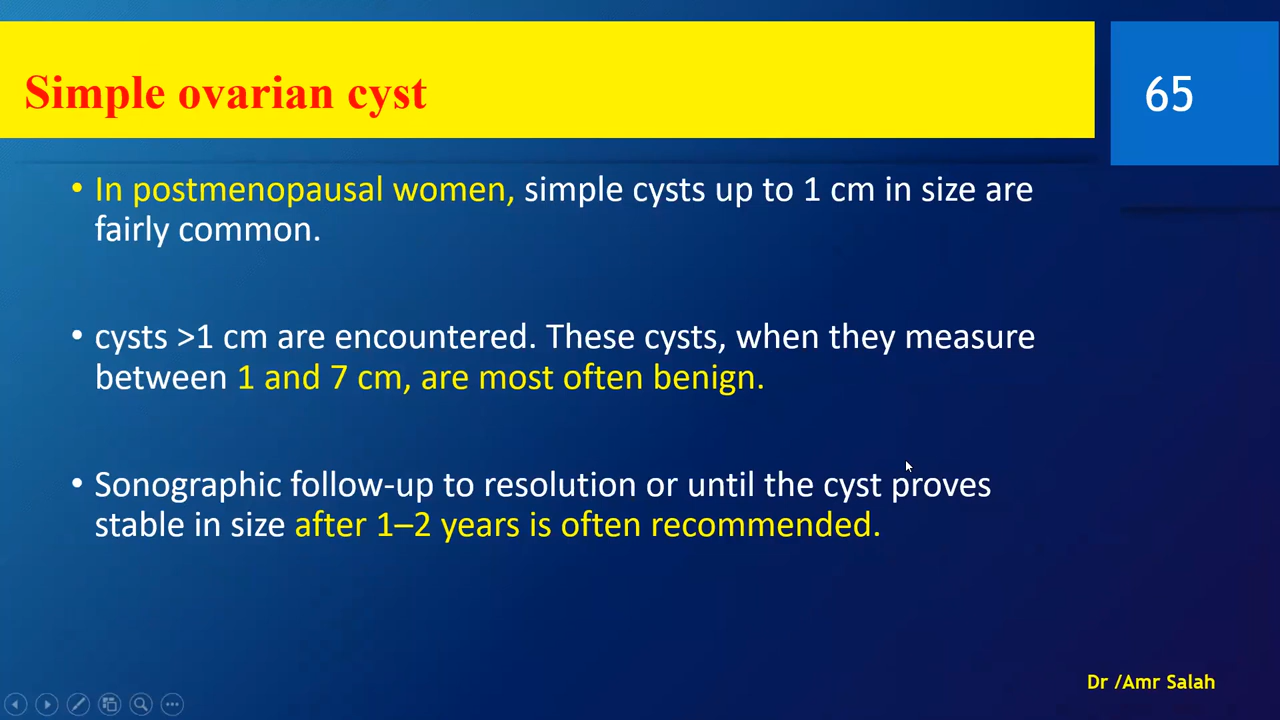 Simple ovarian cyst
65
• In postmenopausal women, simple cysts up to 1 cm in size are
fairly common.
• cysts >1 cm are encountered. These cysts, when they measure
between 1 and 7 cm, are most often benign.
• Sonographic follow-up to resolution or until the cyst proves
stable in size after 1–2 years is often recommended.
Dr /Amr Salah